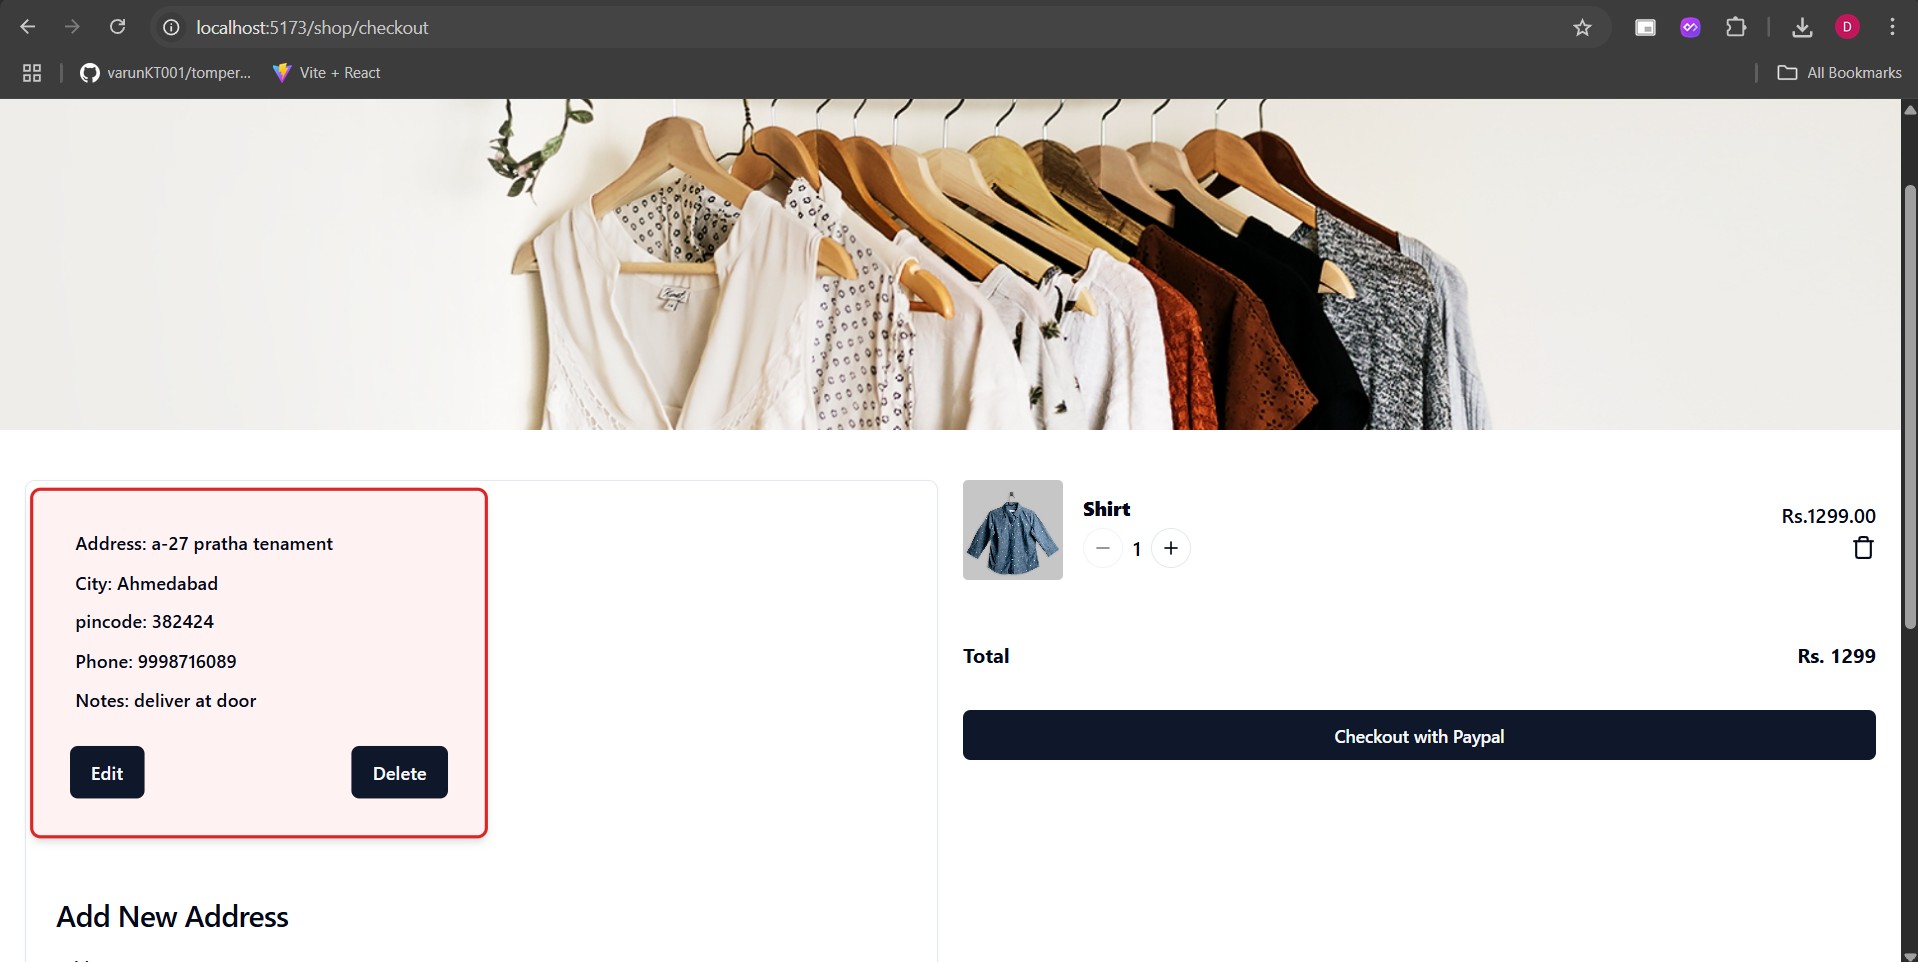 localhost:5173/shop/checkout
D
varunKT001/tomper...
Vite + React
All Bookmarks
Address: a-27 pratha tenament
City: Ahmedabad
pincode: 382424
Phone: 9998716089
Notes: deliver at door
Edit
Delete
Add New Address
Shirt
1
Rs.1299.00
Total
Rs. 1299
Checkout with Paypal